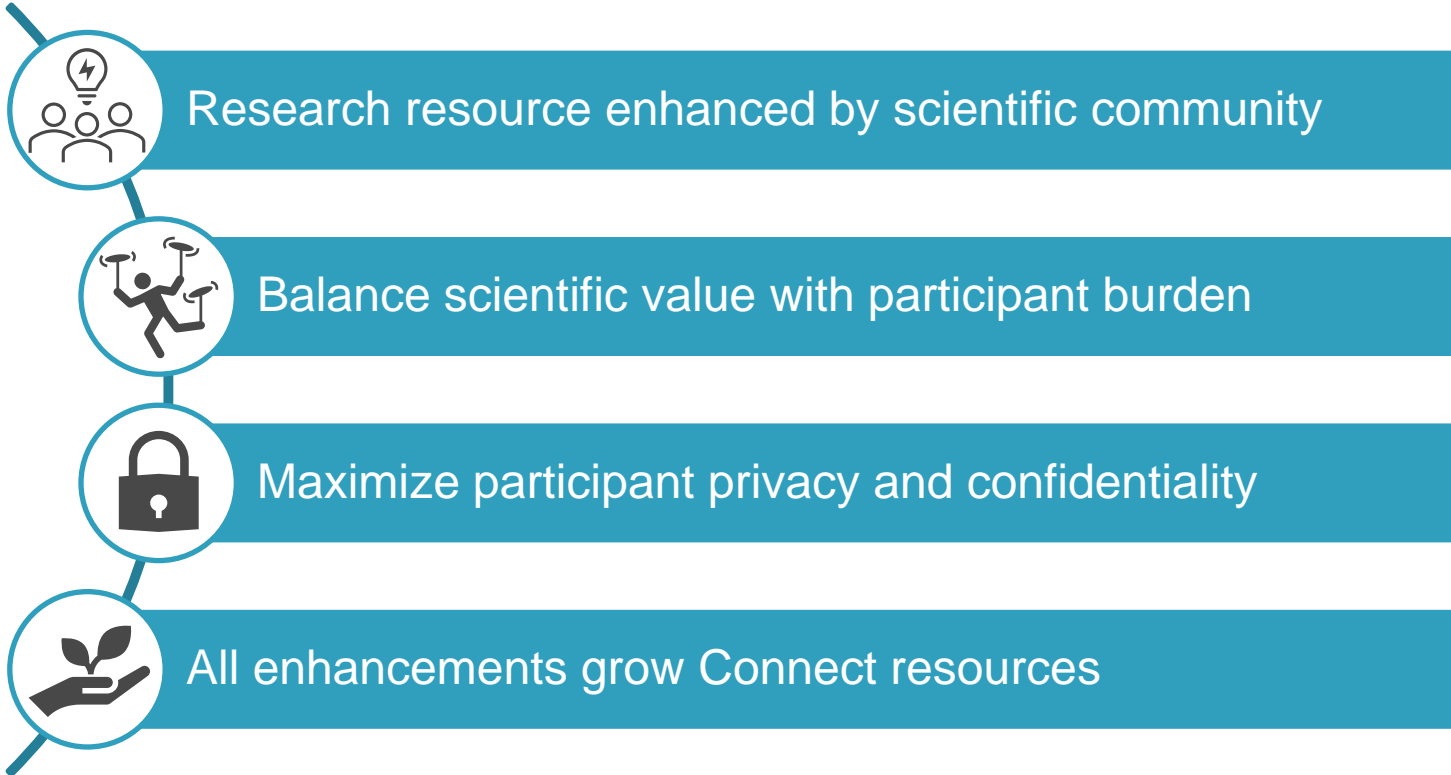 Research resource enhanced by scientific community
Balance scientific value with participant burden
Maximize participant privacy and confidentiality
All enhancements grow Connect resources